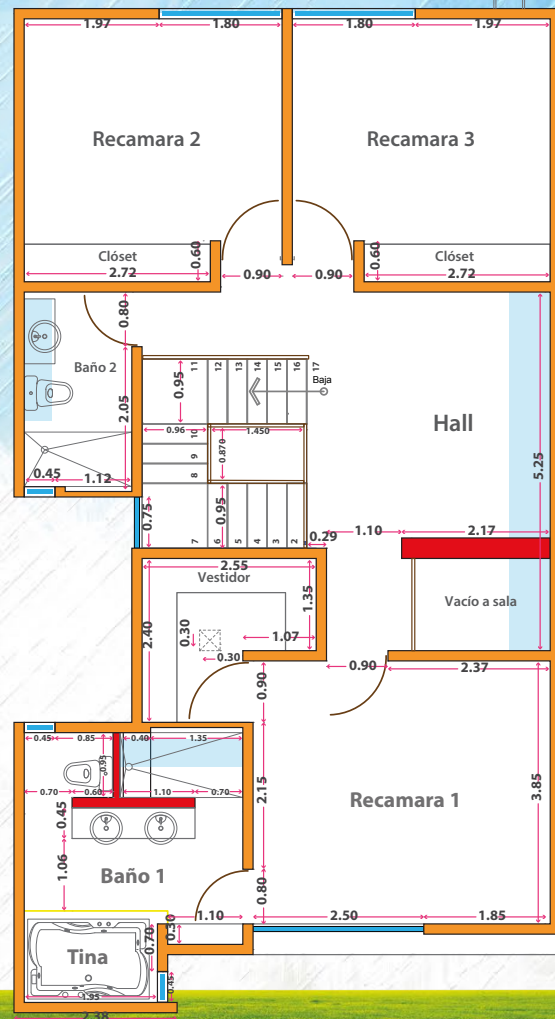 1.97 1.80 1.80 1.97
Recamara 2 Recamara 3
Clóset 0.60 0.60 Clóset
2.72 0.90 0.90 2.72
0.80
Baño 2
2.05
0.45 1.12
11 12 13 14 15 16 17
Baja
0.95
0.96 1.450
10
9
8
0.870
0.95
0.75
7 6 5 4 3 2
0.29
Hall
5.25
1.10 2.17
Vacío a sala
2.55
Vestidor
1.35
2.40
0.30
1.07
0.30
0.90 2.37
0.90
2.15
0.80
3.85
Recamara 1
0.45 0.85 0.40 1.35
0.95
0.70 0.60 1.10 0.70
0.45
1.06
Baño 1
1.10 2.50 1.85
0.30
0.70
Tina
1.95
0.45
2.38